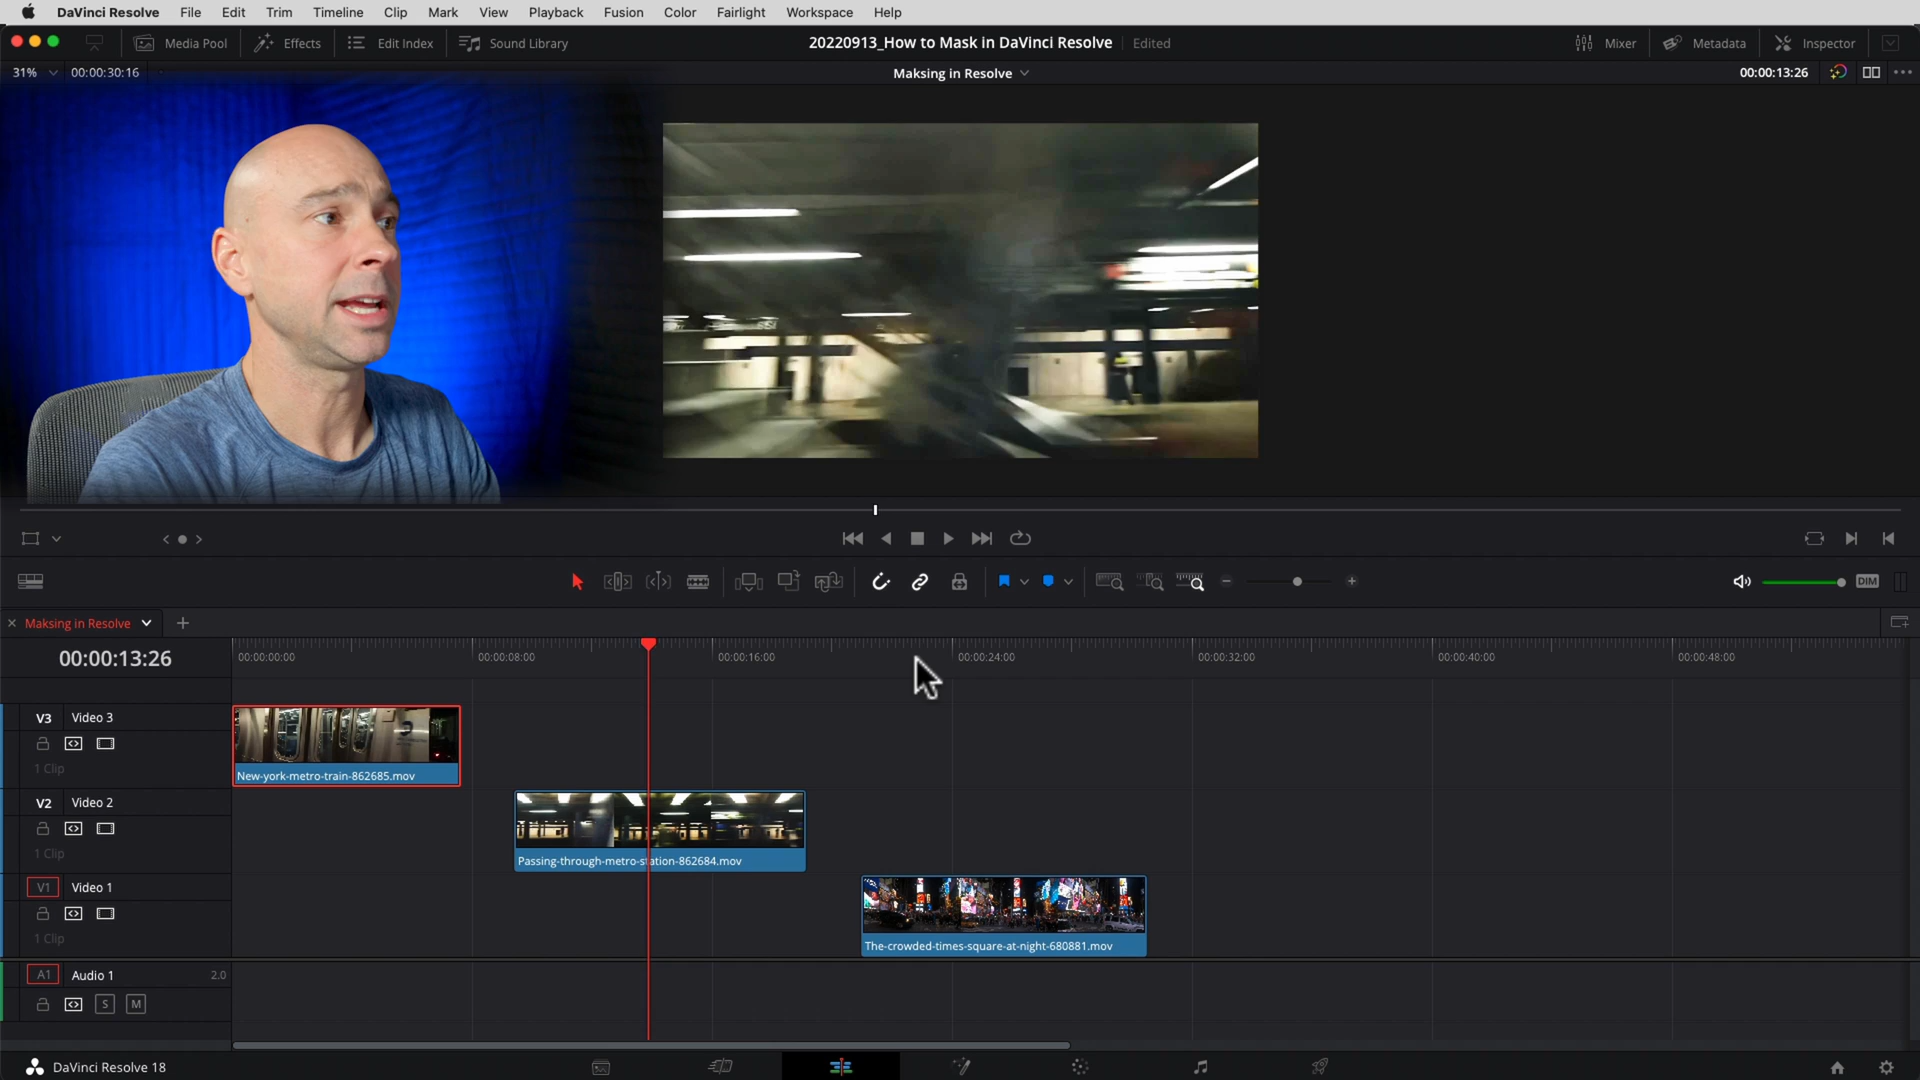 DaVinci Resolve File Edit Trim Timeline Clip Mark View Playback Fusion Color Fairlight Workspace Help
Media Pool Effects Edit Index Sound Library 20220913_How to Mask in DaVinci Resolve Edited Mixer Metadata Inspector
31% 00:00:30:16 Maksing in Resolve 00:00:13:26
DIM
Maksing in Resolve
00:00:13:26 00:00:00:00 00:00:08:00 00:00:16:00 00:00:24:00 00:00:32:00 00:00:40:00 00:00:48:00
V3 Video 3
1 Clip
New-york-metro-train-862685.mov
V2 Video 2
1 Clip
Passing-through-metro-station-862684.mov
V1 Video 1
1 Clip
The-crowded-times-square-at-night-680881.mov
A1 Audio 1 2.0
S M
DaVinci Resolve 18